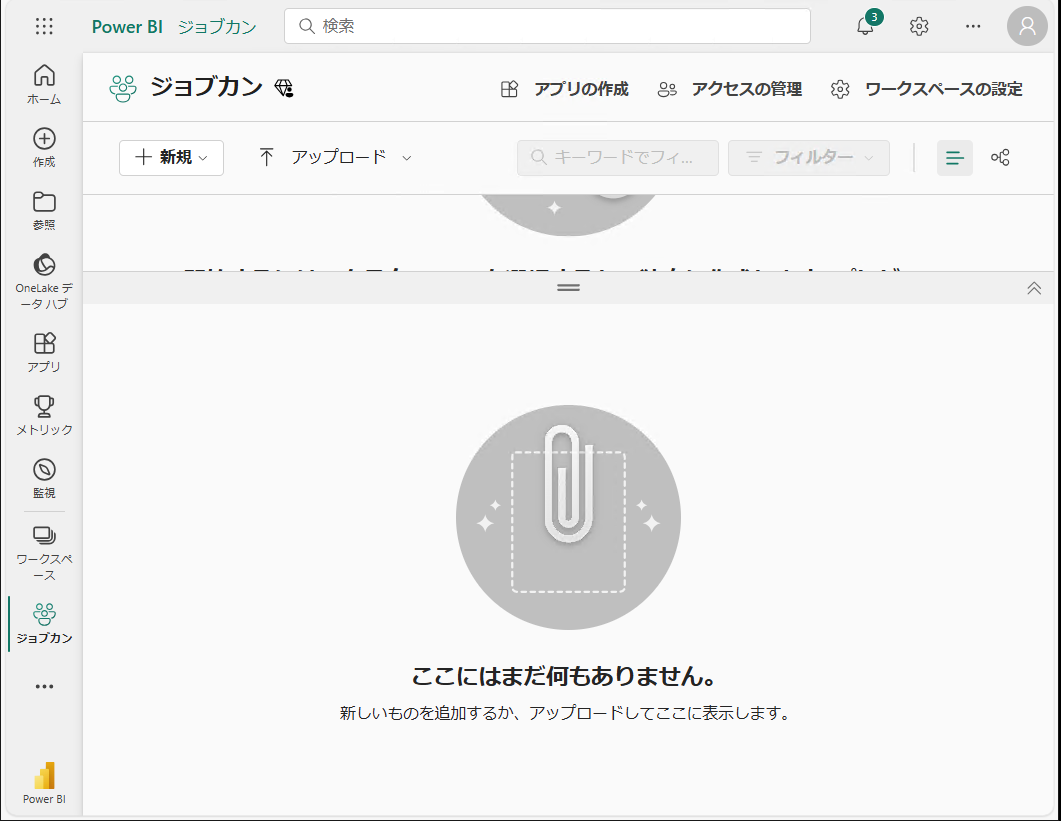 Power BI ジョブカン
検索
3
ホーム
作成
参照
OneLake デ
ータ ハブ
アプリ
メトリック
監視
ワークスペ
ース
ジョブカン
Power BI
ジョブカン
アプリの作成
アクセスの管理
ワークスペースの設定
新規
アップロード
キーワードでフィ...
フィルター
ここにはまだ何もありません。
新しいものを追加するか、アップロードしてここに表示します。